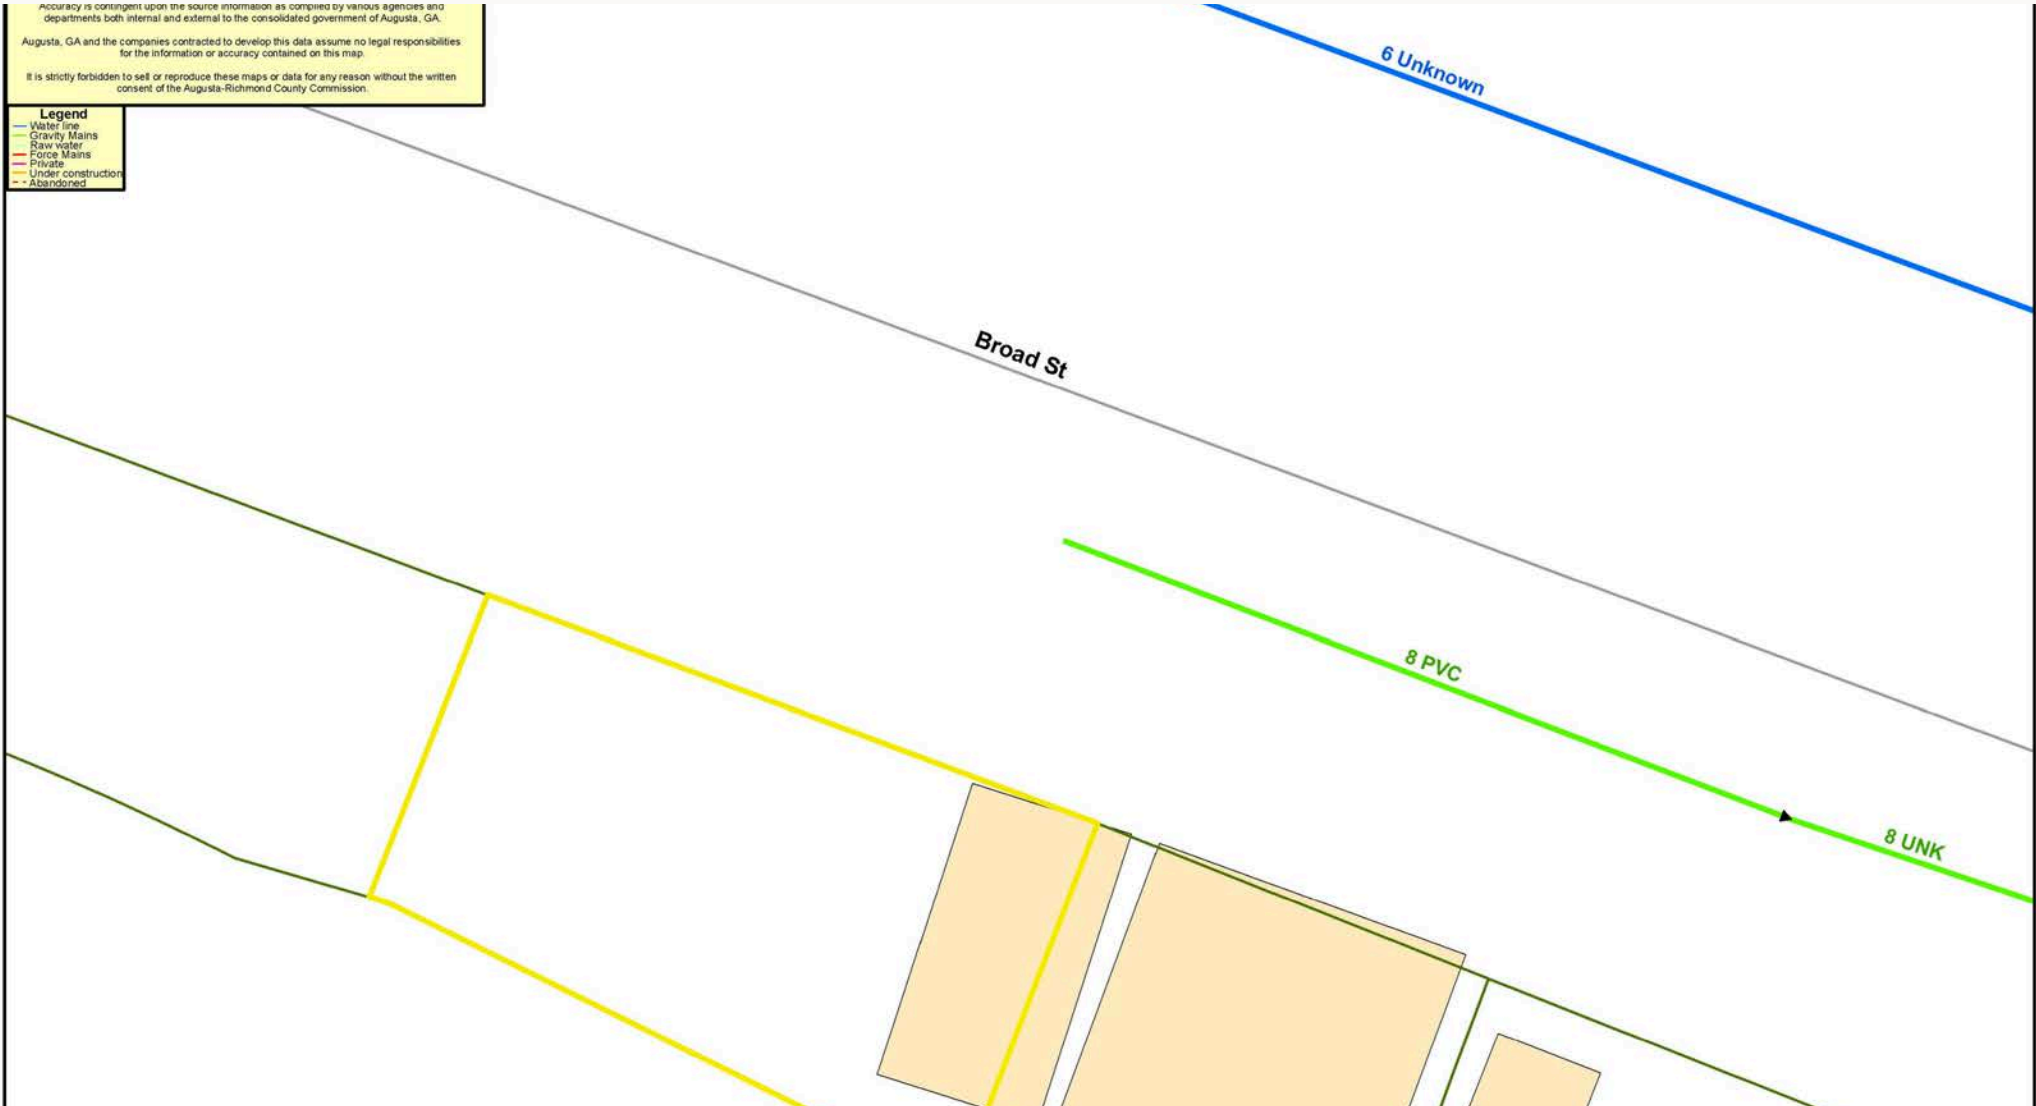 Accuracy is contingent upon the source information as compiled by various agencies and
departments both internal and external to the consolidated government of Augusta, GA.
Augusta, GA and the companies contracted to develop this data assume no legal responsibilities
for the information or accuracy contained on this map.
It is strictly forbidden to sell or reproduce these maps or data for any reason without the written
consent of the Augusta-Richmond County Commission.
Legend
Water line
Gravity Mains
Raw water
Force Mains
Private
Under construction
Abandoned
6 Unknown
Broad St
8 PVC
8 UNK